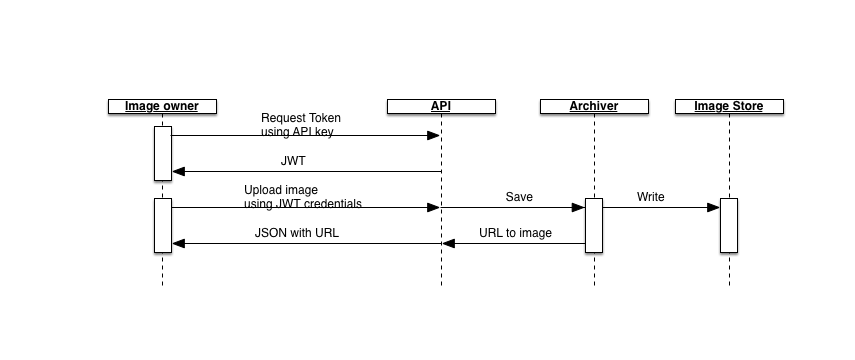 Image owner
API
Archiver
Image Store
Request Token
using API key
JWT
Upload image
using JWT credentials
Save
Write
JSON with URL
URL to image